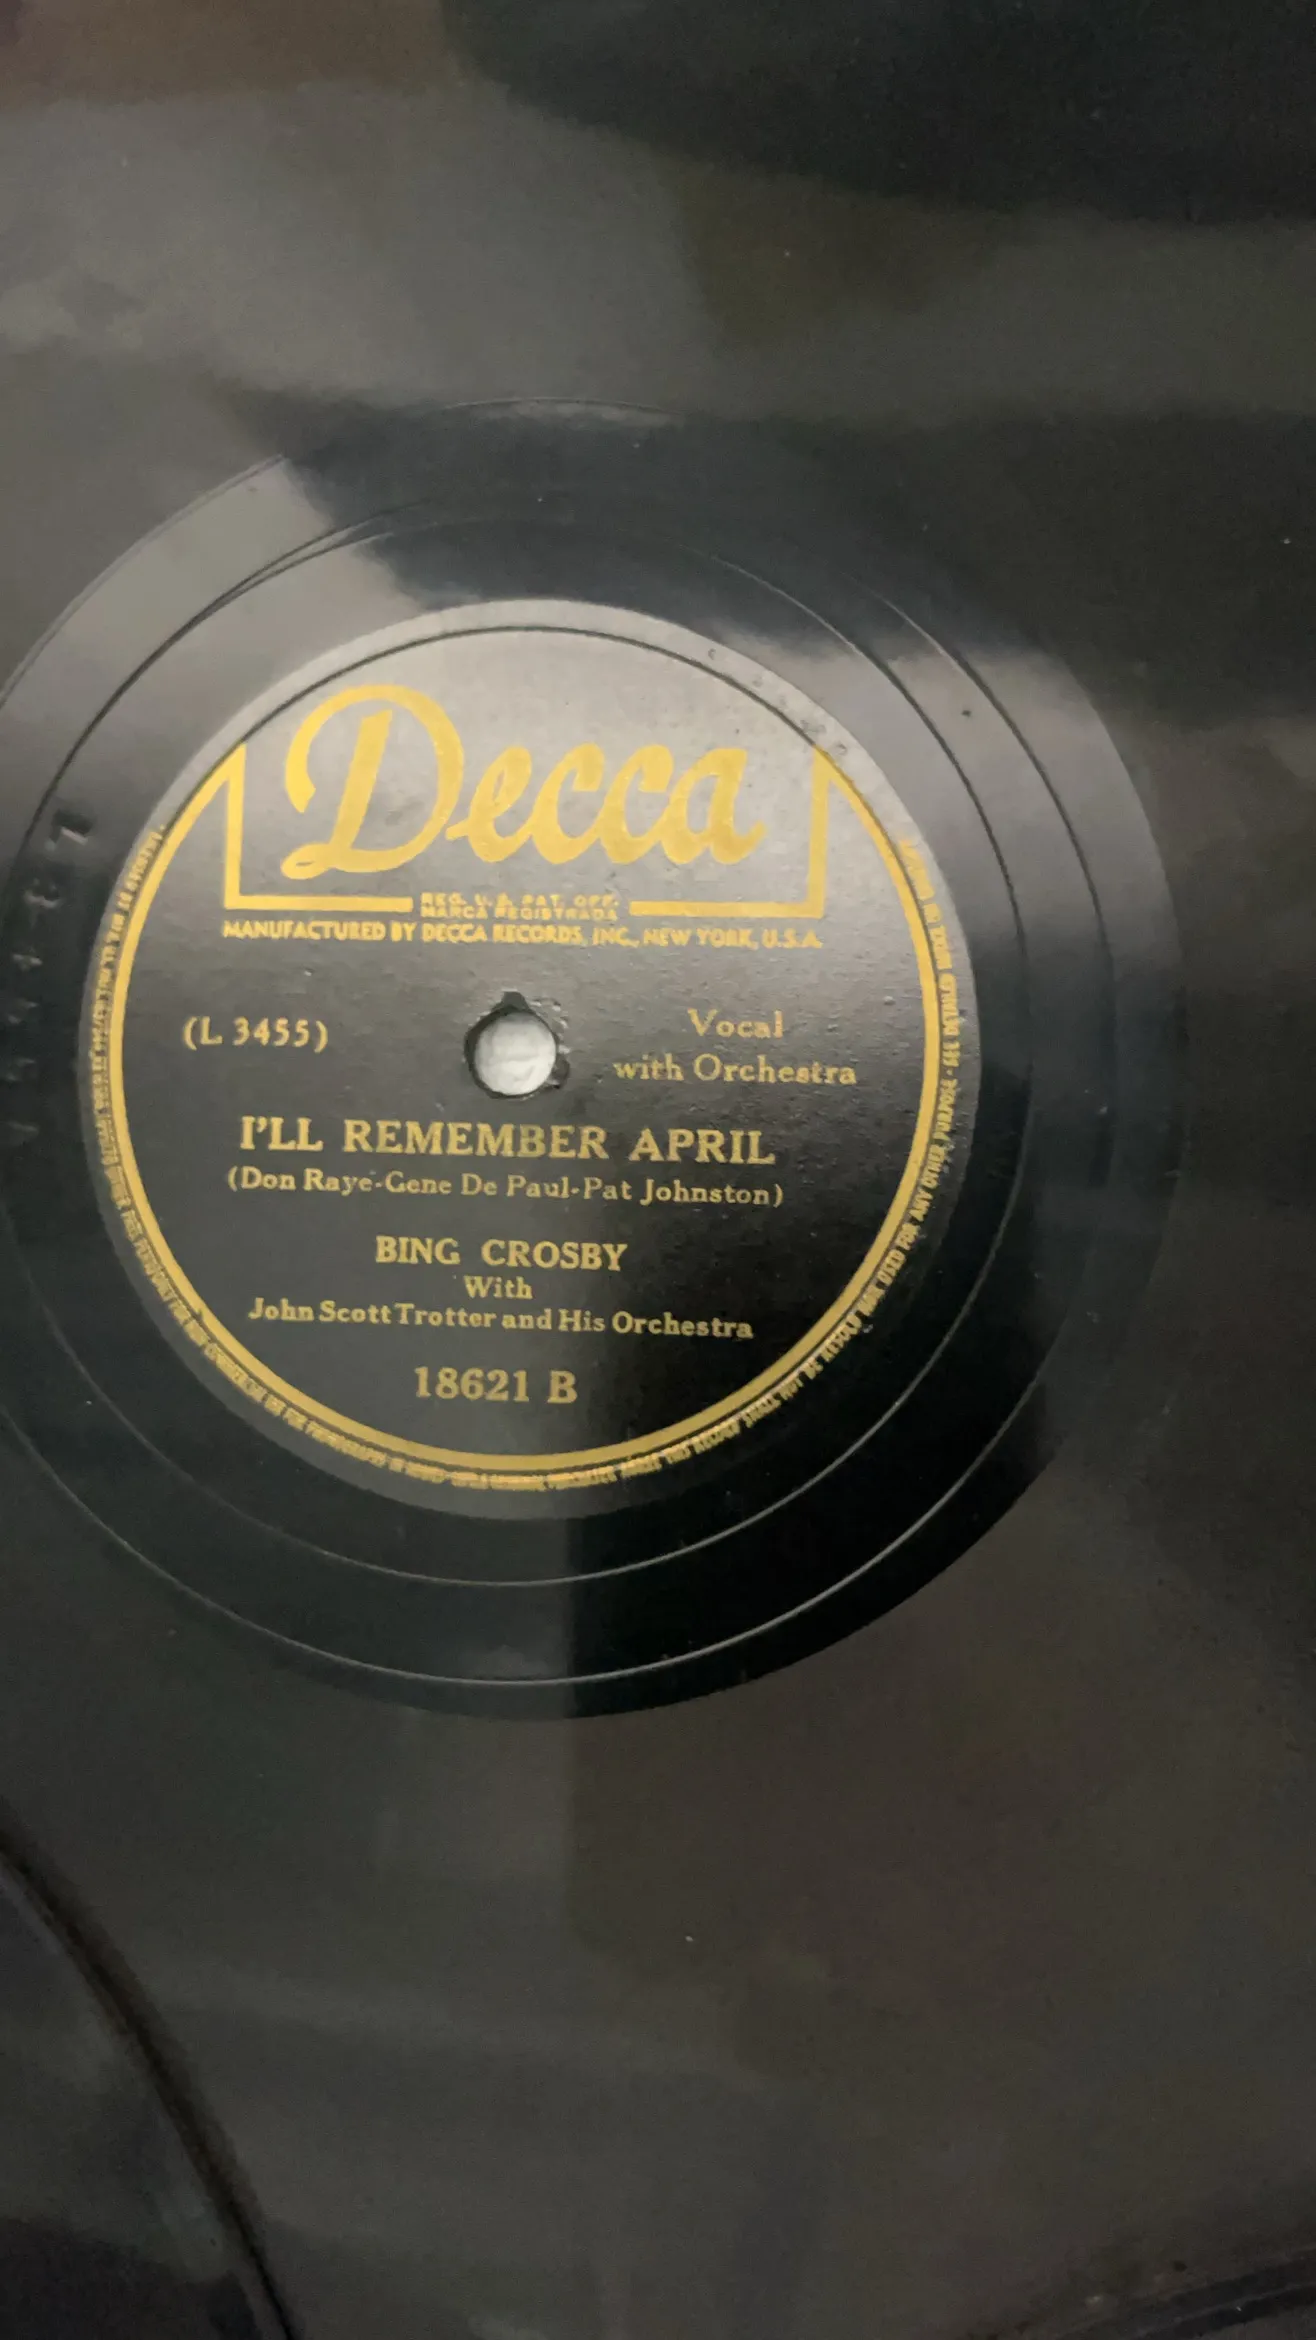 Decca
REG. U.S. PAT. OFF.
MARCA REGISTRADA
MANUFACTURED BY DECCA RECORDS, INC., NEW YORK, U.S.A.
(L 3455)
Vocal
with Orchestra
I'LL REMEMBER APRIL
(Don Raye-Gene De Paul-Pat Johnston)
BING CROSBY
With
John Scott Trotter and His Orchestra
18621 B